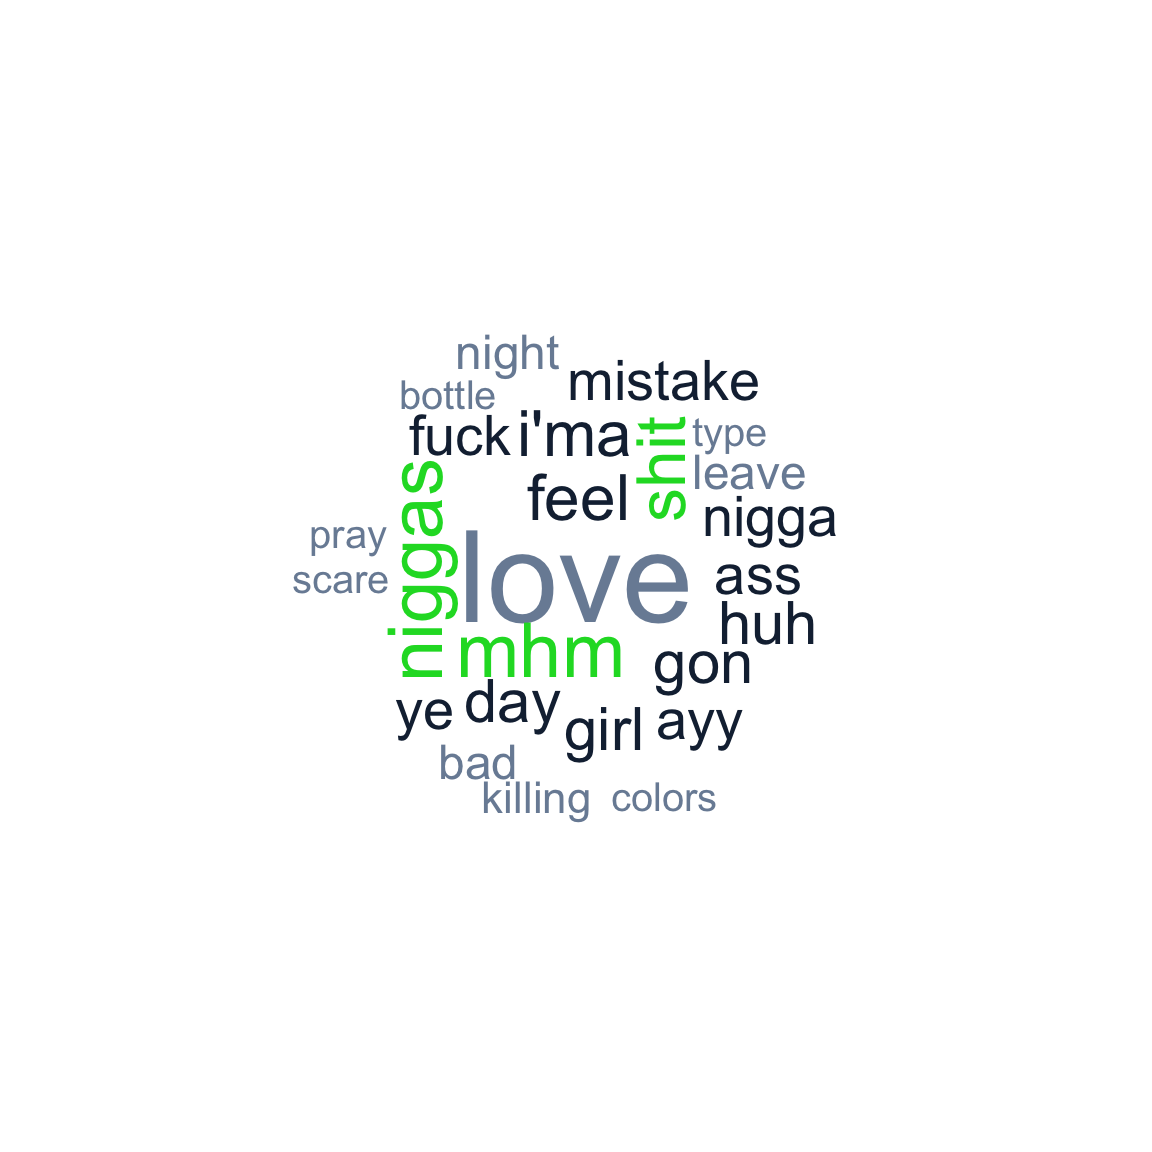 night
mistake
bottle
fuck
i'ma
shit
type
leave
feel
niggas
nigga
pray
love
ass
scare
huh
mhm
gon
ye
day
girl
ayy
bad
killing
colors